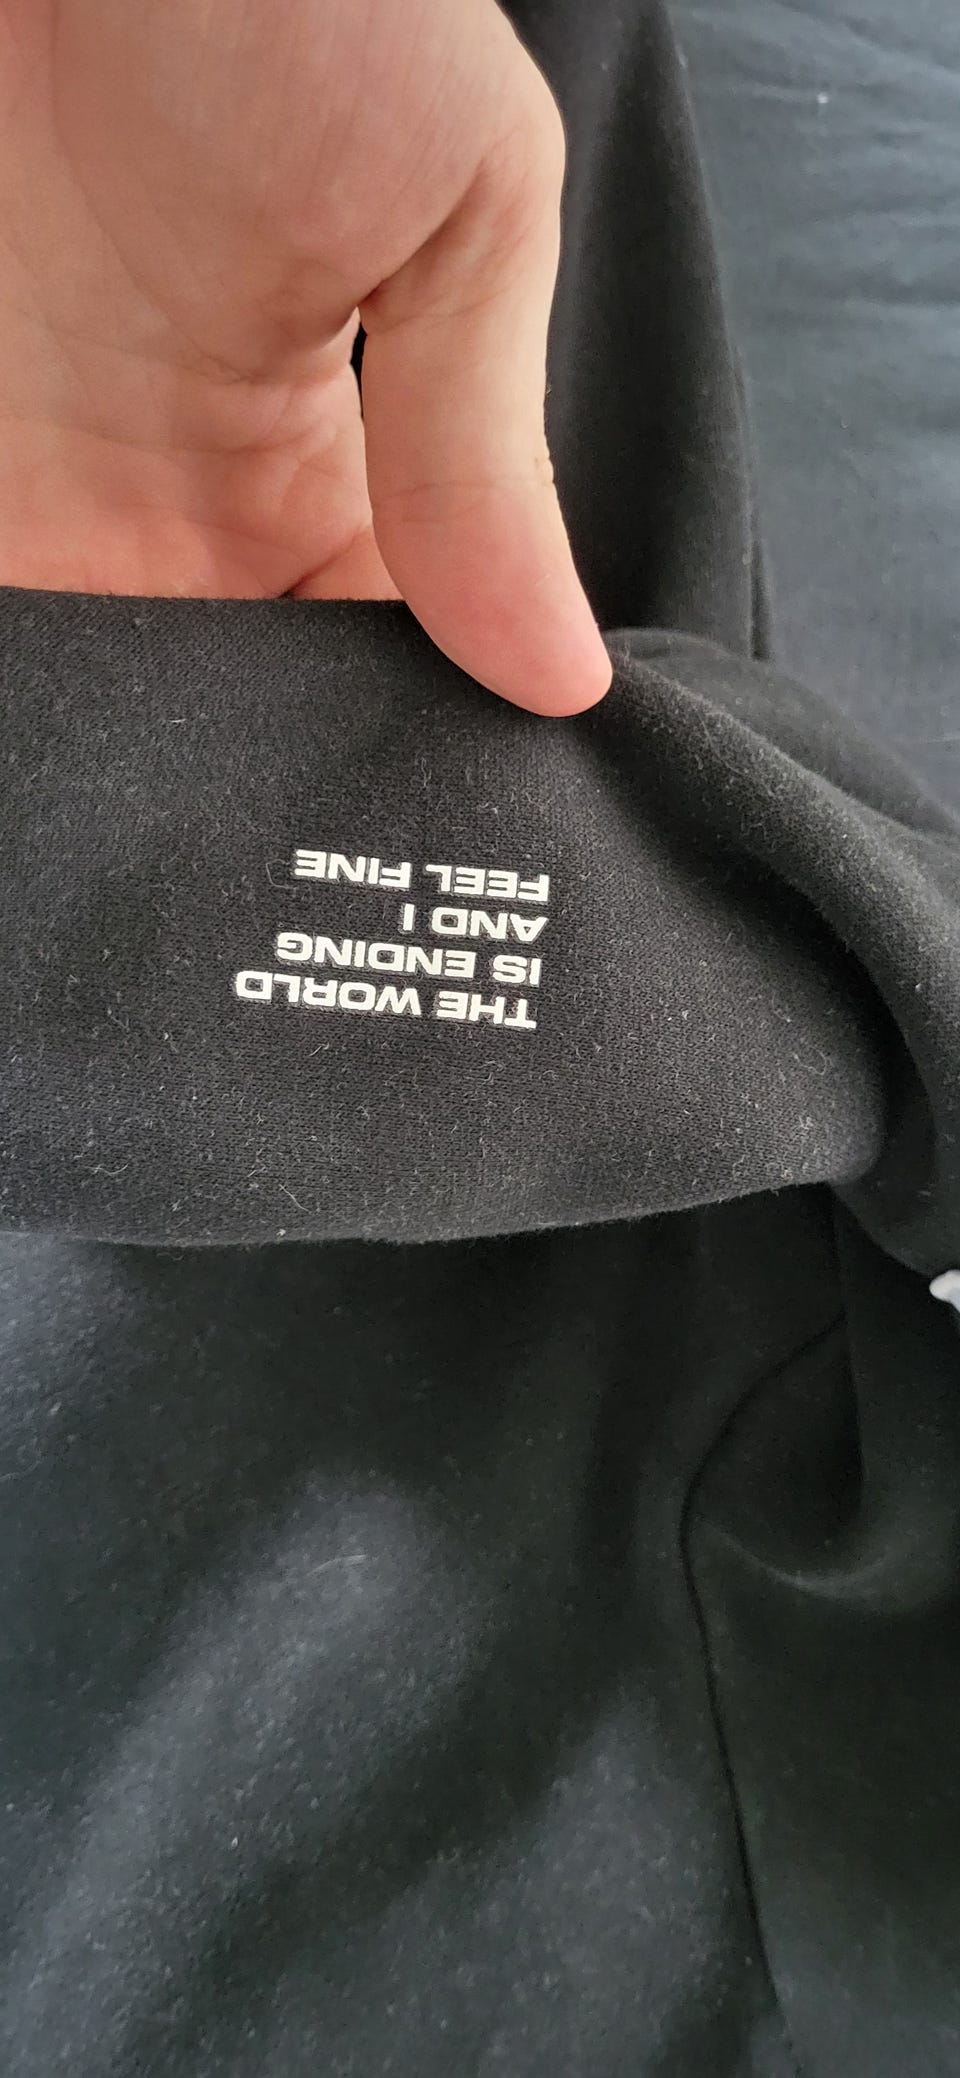 THE WORLD
IS ENDING
AND I
FEEL FINE